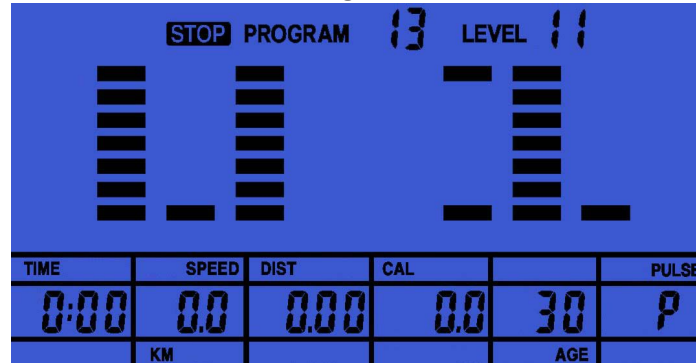 STOP PROGRAM 13 LEVEL 11
U 1
TIME SPEED DIST CAL PULSE
0:00 0.0 0.00 0.0 30 P
KM AGE